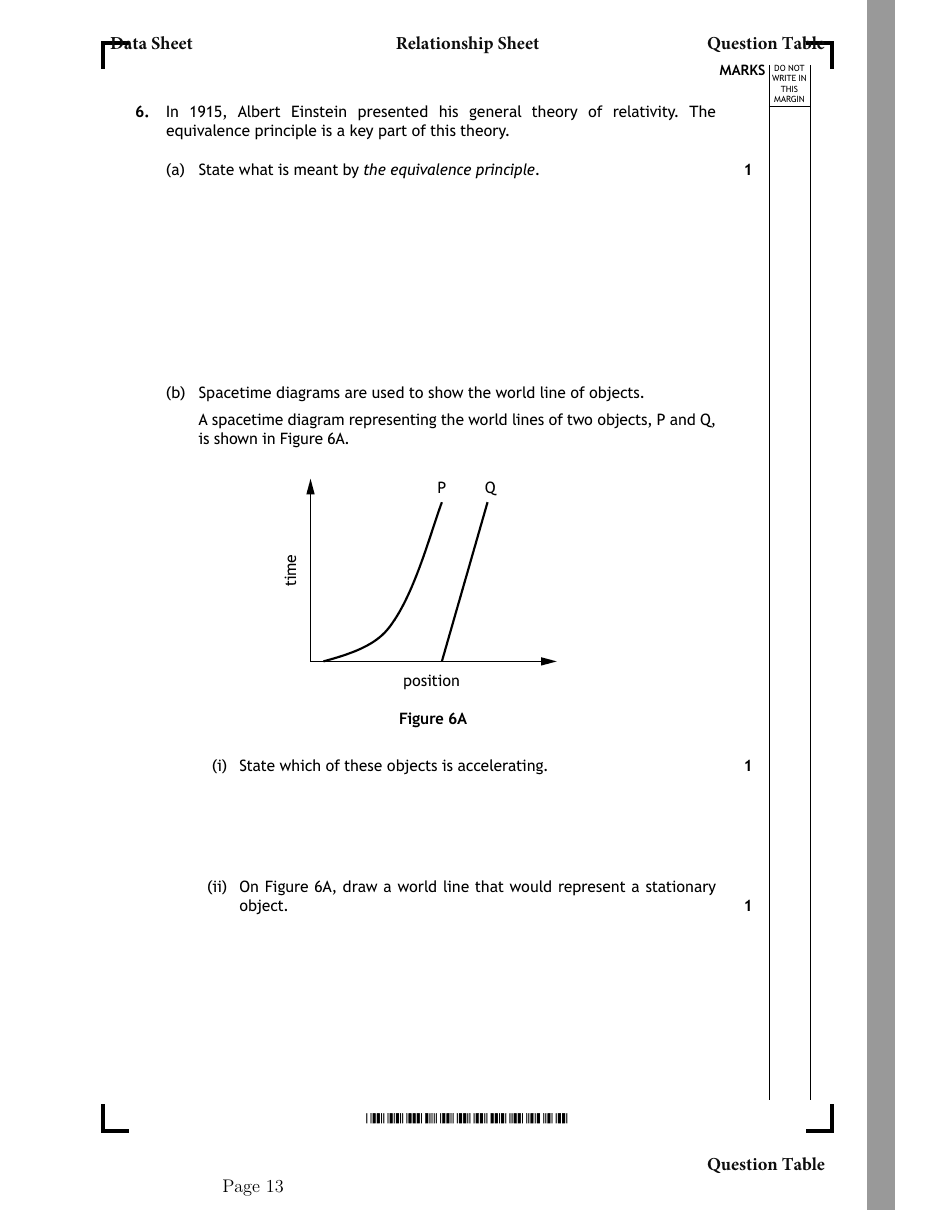 Data Sheet Relationship Sheet Question Table
MARKS
DO NOT
WRITE IN
THIS
MARGIN
6. In 1915, Albert Einstein presented his general theory of relativity. The
equivalence principle is a key part of this theory.
(a) State what is meant by the equivalence principle. 1
(b) Spacetime diagrams are used to show the world line of objects.
A spacetime diagram representing the world lines of two objects, P and Q,
is shown in Figure 6A.
P Q
time
position
Figure 6A
(i) State which of these objects is accelerating. 1
(ii) On Figure 6A, draw a world line that would represent a stationary
object. 1
Question Table
Page 13